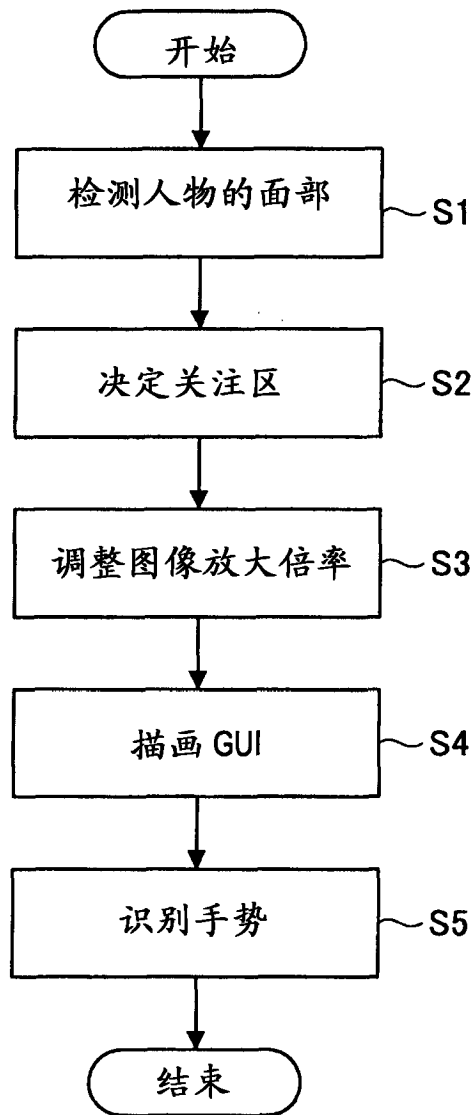 开始
检测人物的面部
S1
决定关注区
S2
调整图像放大倍率
S3
描画 GUI
S4
识别手势
S5
结束